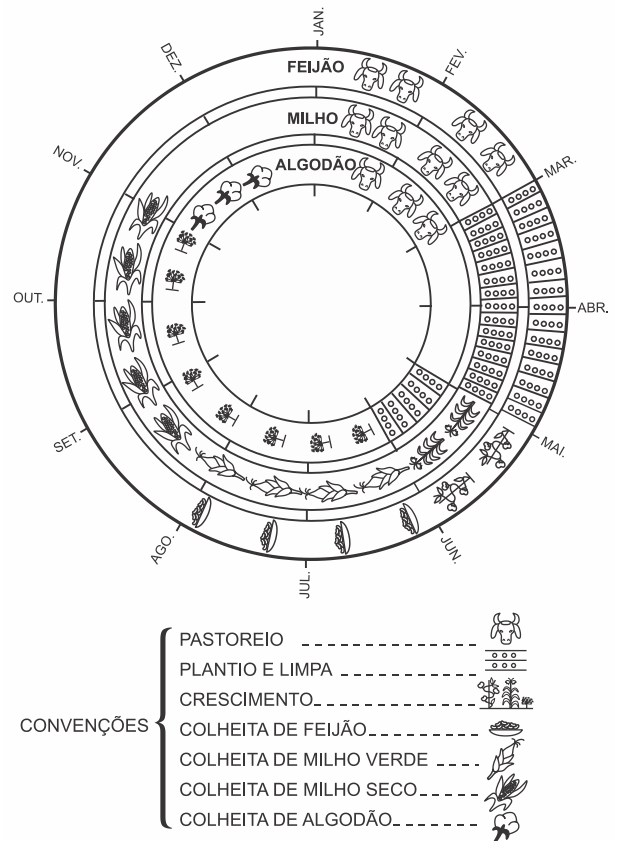 JAN.
FEV.
MAR.
ABR.
MAI.
JUN.
JUL.
AGO.
SET.
OUT.
NOV.
DEZ.
FEIJÃO
MILHO
ALGODÃO
CONVENÇÕES
PASTOREIO
PLANTIO E LIMPA
CRESCIMENTO
COLHEITA DE FEIJÃO
COLHEITA DE MILHO VERDE
COLHEITA DE MILHO SECO
COLHEITA DE ALGODÃO